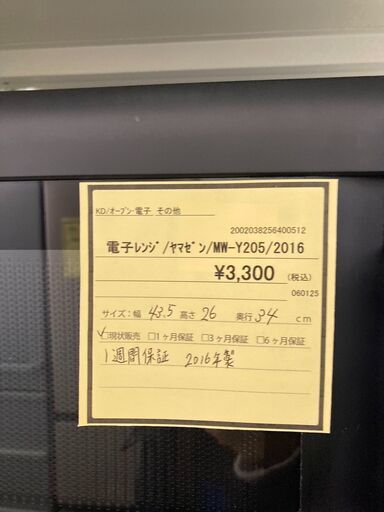 KD/オーブン・電子 その他
2002038256400512
電子ﾚﾝｼﾞ/ﾔﾏｾﾞﾝ/MW-Y205/2016
¥3,300 (税込)
060125
サイズ:幅 43.5 高さ 26 奥行 34 cm
☑現状販売 □1ヶ月保証 □3ヶ月保証 □6ヶ月保証
1週間保証 2016年製